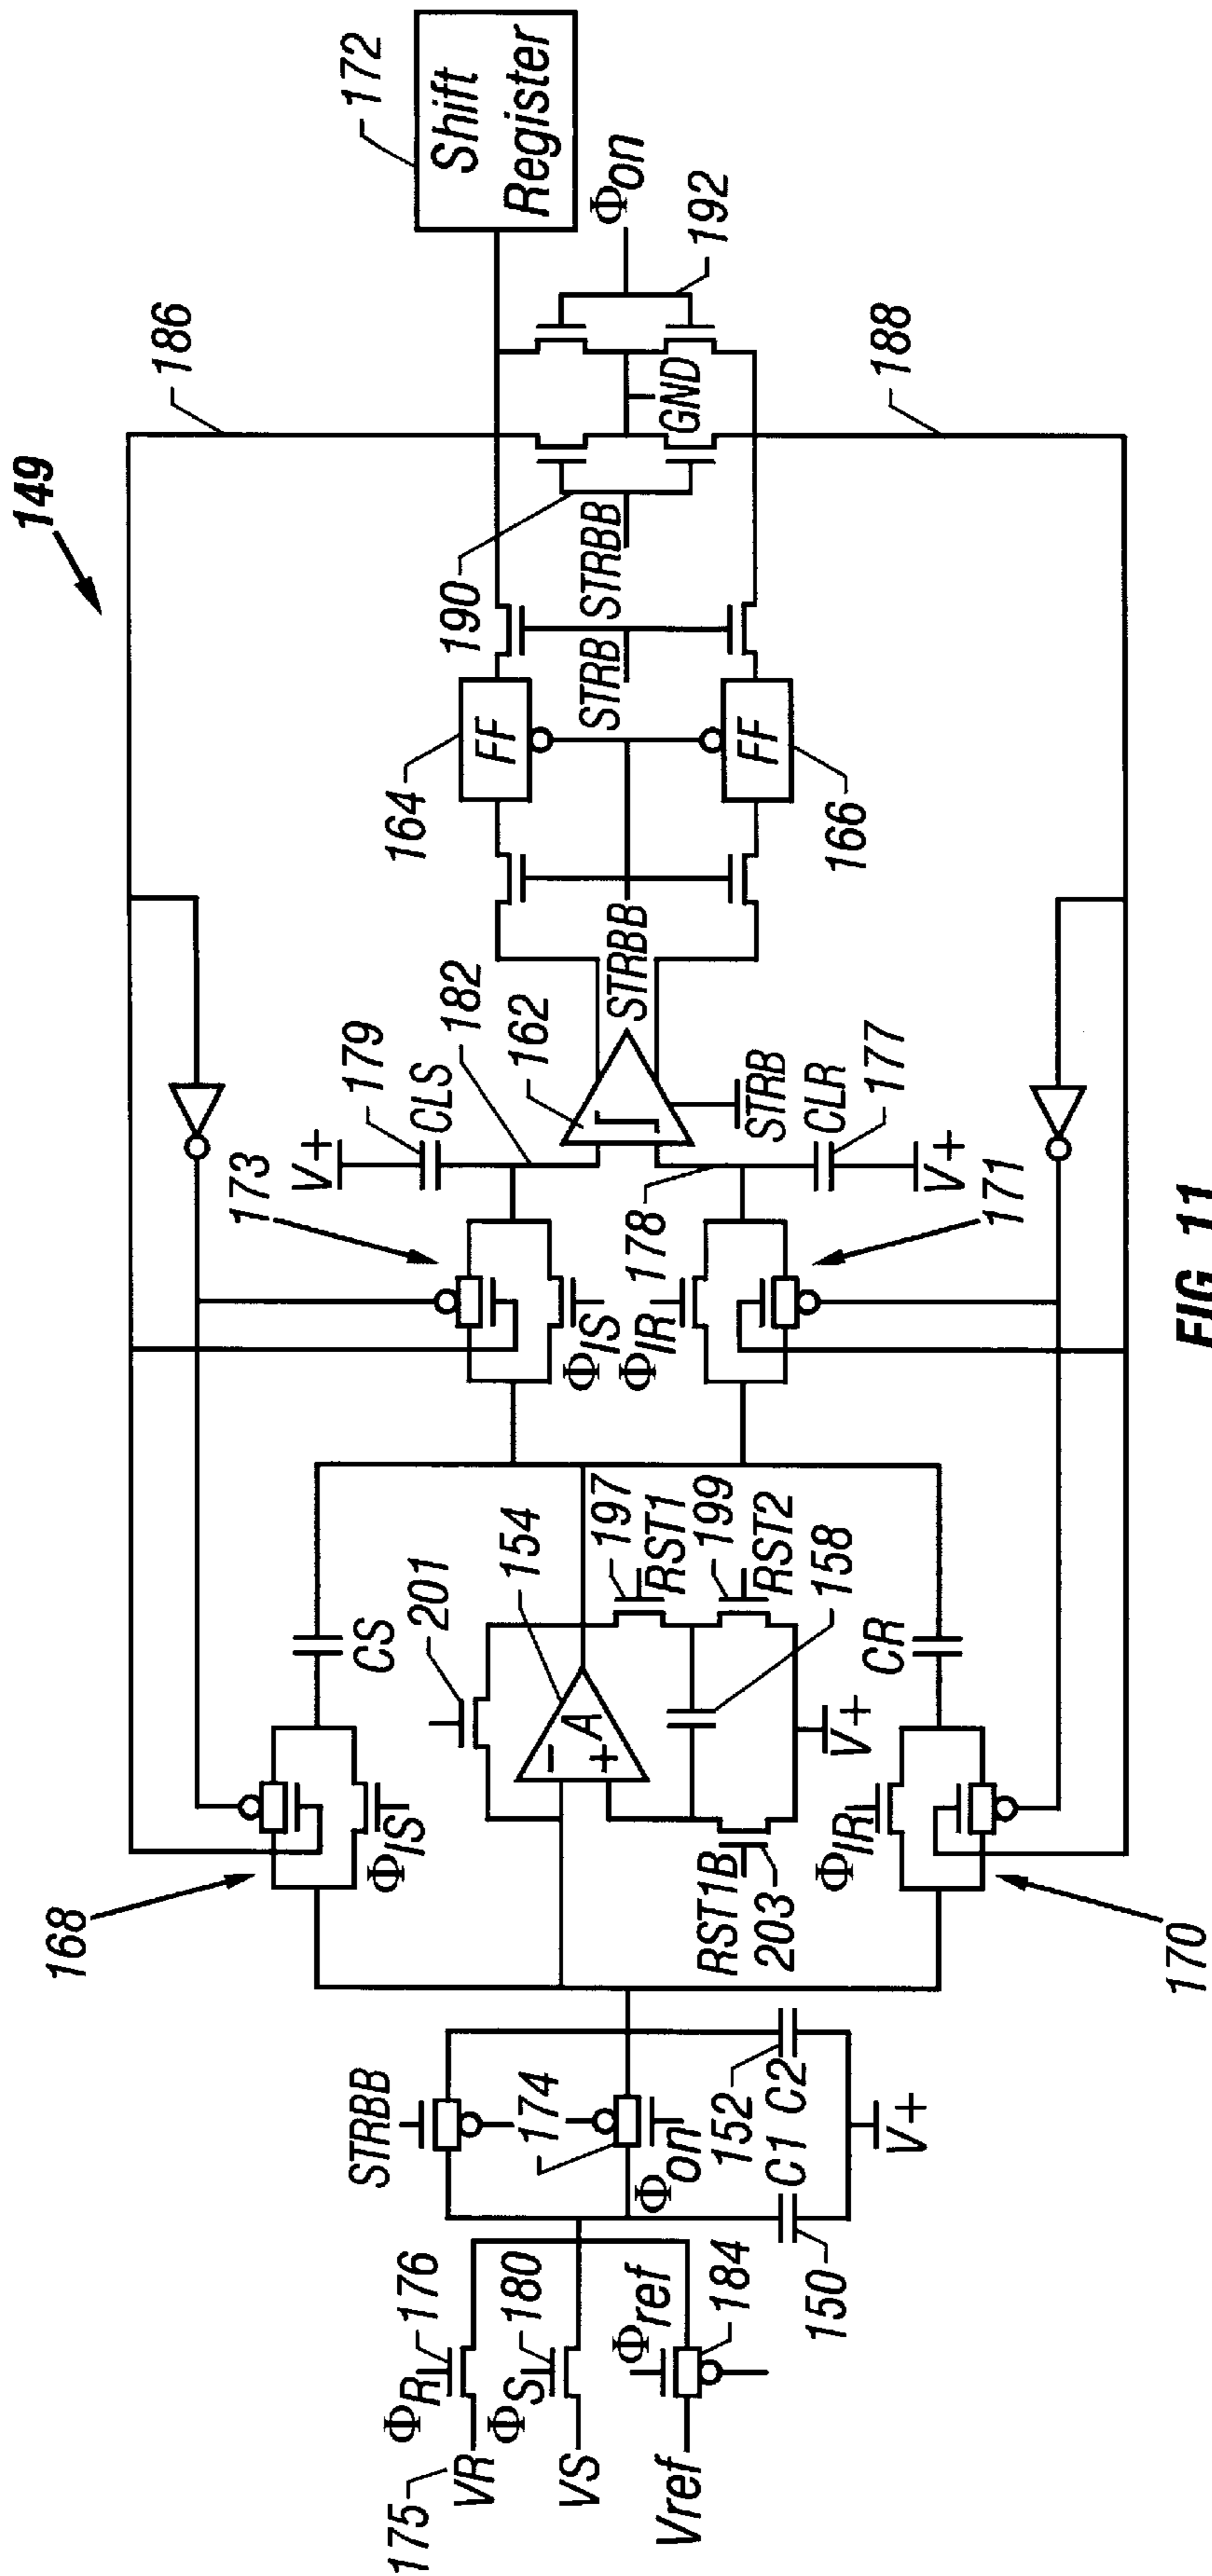 149
186
172
Shift
Register
Φon
192
GND
188
190
STRBB
STRB
164
FF
FF
166
STRBB
162
STRB
182
179
CLS
V+
173
ΦIS
ΦIR
178
CLR
177
V+
171
CS
201
154
A
−
+
197
RST1
199
RST2
158
V+
CR
ΦIS
168
RST1B
203
ΦIR
170
STRBB
174
Φon
152
C2
C1
150
V+
ΦR
176
175
VR
ΦS
180
VS
Φref
184
Vref
FIG. 11